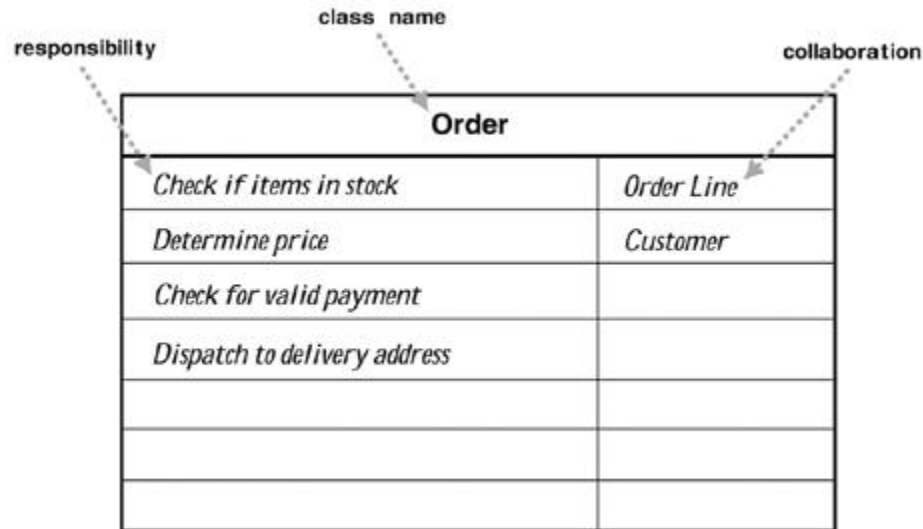 class name
responsibility
collaboration
Order
Check if items in stock Order Line
Determine price Customer
Check for valid payment
Dispatch to delivery address